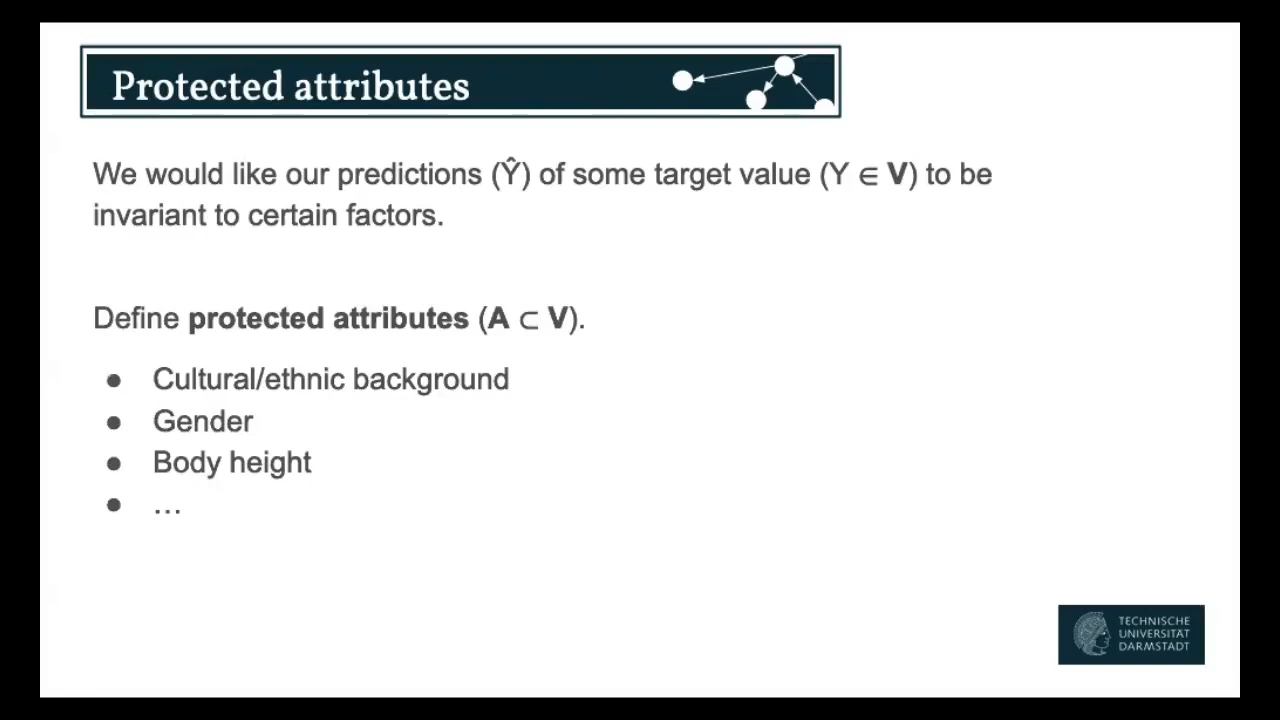 Protected attributes
We would like our predictions (Ŷ) of some target value (Y ∈ V) to be
invariant to certain factors.
Define protected attributes (A ⊂ V).
● Cultural/ethnic background
● Gender
● Body height
● …
TECHNISCHE
UNIVERSITÄT
DARMSTADT